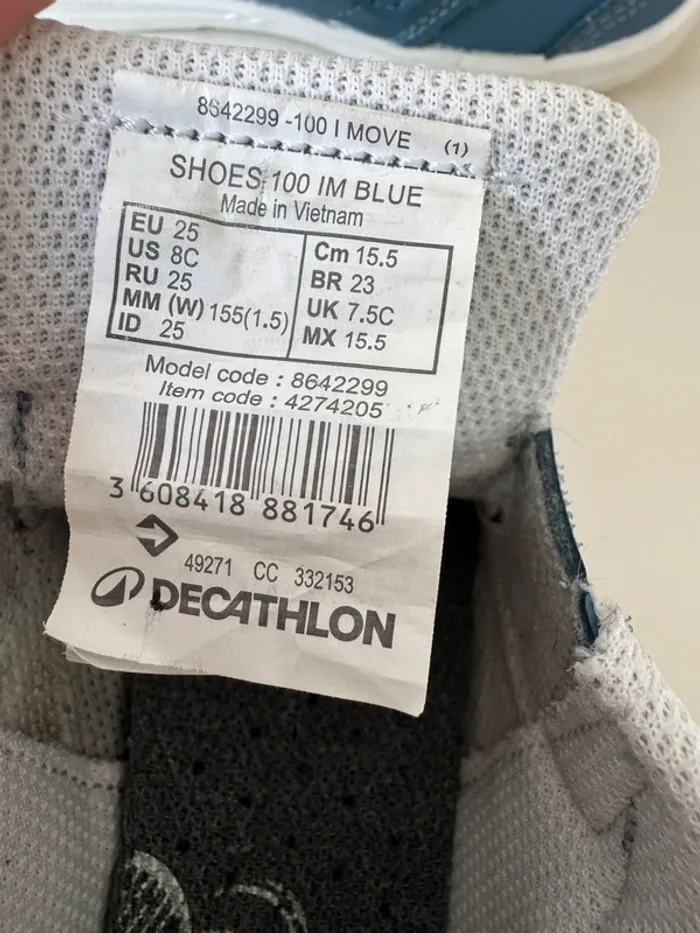 8642299 -100 I MOVE (1)
SHOES 100 IM BLUE
Made in Vietnam
EU 25
US 8C
RU 25
MM (W) 155(1.5)
ID 25
Cm 15.5
BR 23
UK 7.5C
MX 15.5
Model code : 8642299
Item code : 4274205
3 608418 881746
49271 CC 332153
DECATHLON